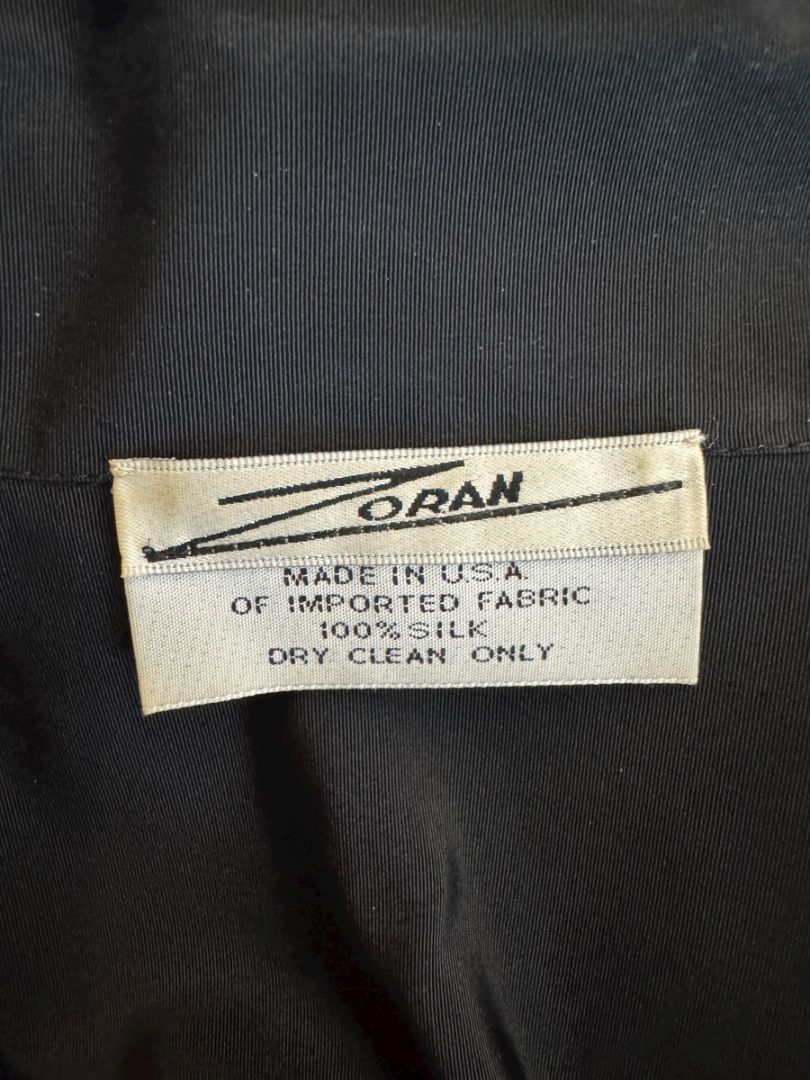 ZORAN
MADE IN U.S.A.
OF IMPORTED FABRIC
100% SILK
DRY CLEAN ONLY